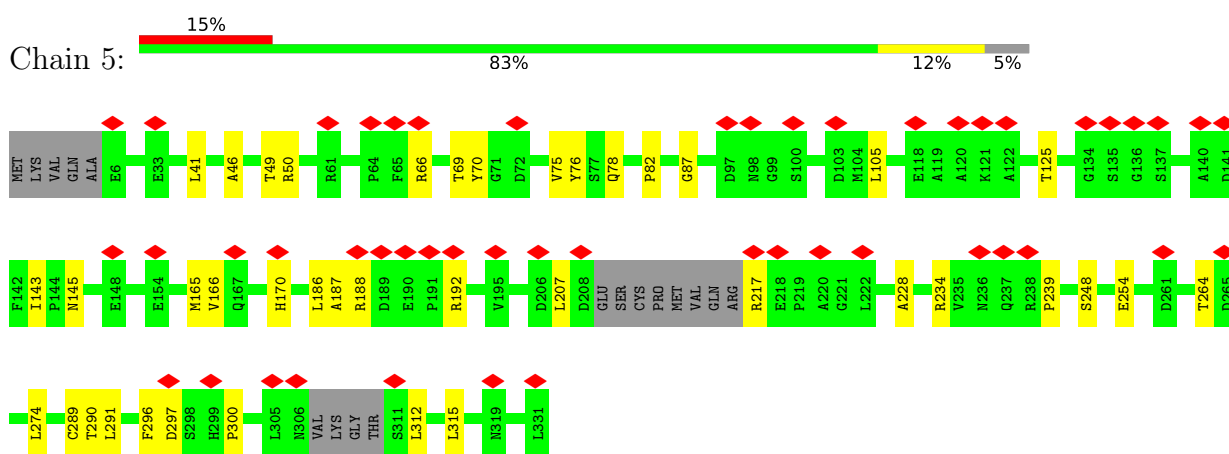 15%
Chain 5:
83% 12% 5%
MET LYS VAL GLN ALA E6 E33 L41 A46 T49 R50 R61 P64 F65 R66 T69 Y70 G71 D72 V75 Y76 S77 Q78 P82 G87 D97 N98 G99 S100 D103 M104 L105 E118 A119 A120 K121 A122 T125 G134 S135 G136 S137 A140 D141
F142 I143 P144 N145 E148 E154 M165 V166 Q167 H170 L186 A187 R188 D189 E190 P191 R192 V195 D206 L207 D208 GLU SER CYS PRO MET VAL GLN ARG R217 E218 P219 A220 G221 L222 A228 R234 V235 N236 Q237 R238 P239 S248 E254 D261 T264 D265
L274 C289 T290 L291 F296 D297 S298 H299 P300 L305 N306 VAL LYS GLY THR S311 L312 L315 N319 L331